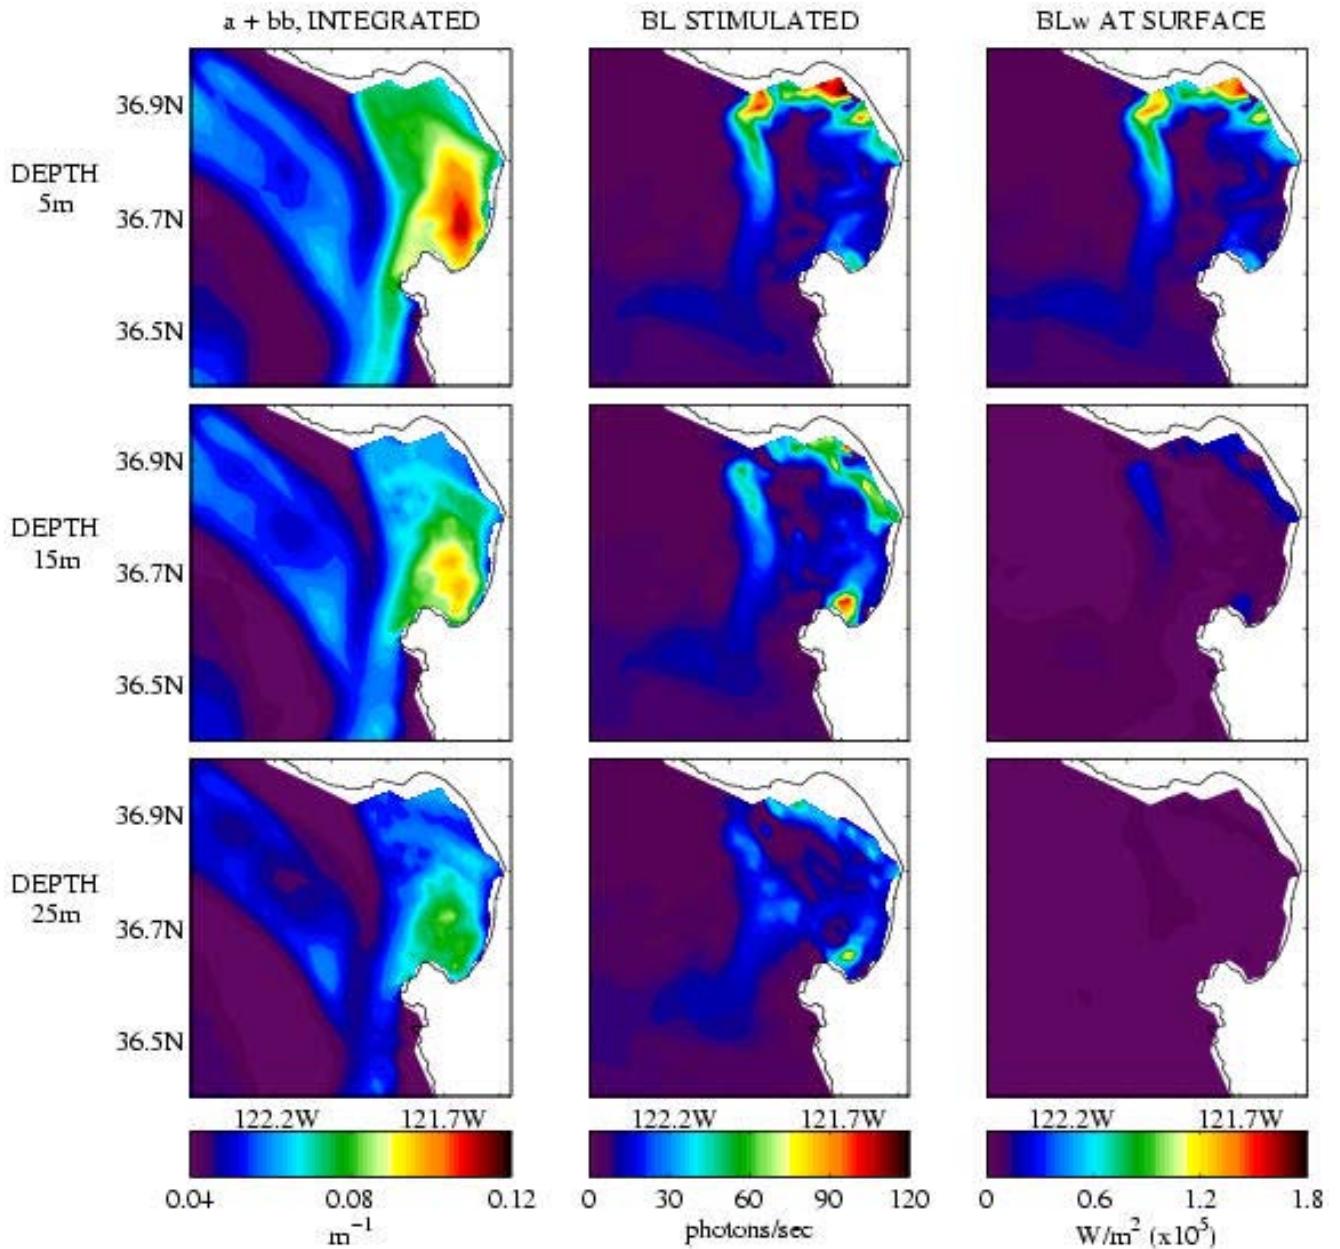 a + bb, INTEGRATED BL STIMULATED BLw AT SURFACE
36.9N
DEPTH
5m
36.7N
36.5N
36.9N
DEPTH
15m
36.7N
36.5N
36.9N
DEPTH
25m
36.7N
36.5N
122.2W 121.7W 122.2W 121.7W 122.2W 121.7W
0.04 0.08 0.12 0 30 60 90 120 0 0.6 1.2 1.8
m⁻¹ photons/sec W/m² (x10⁵)